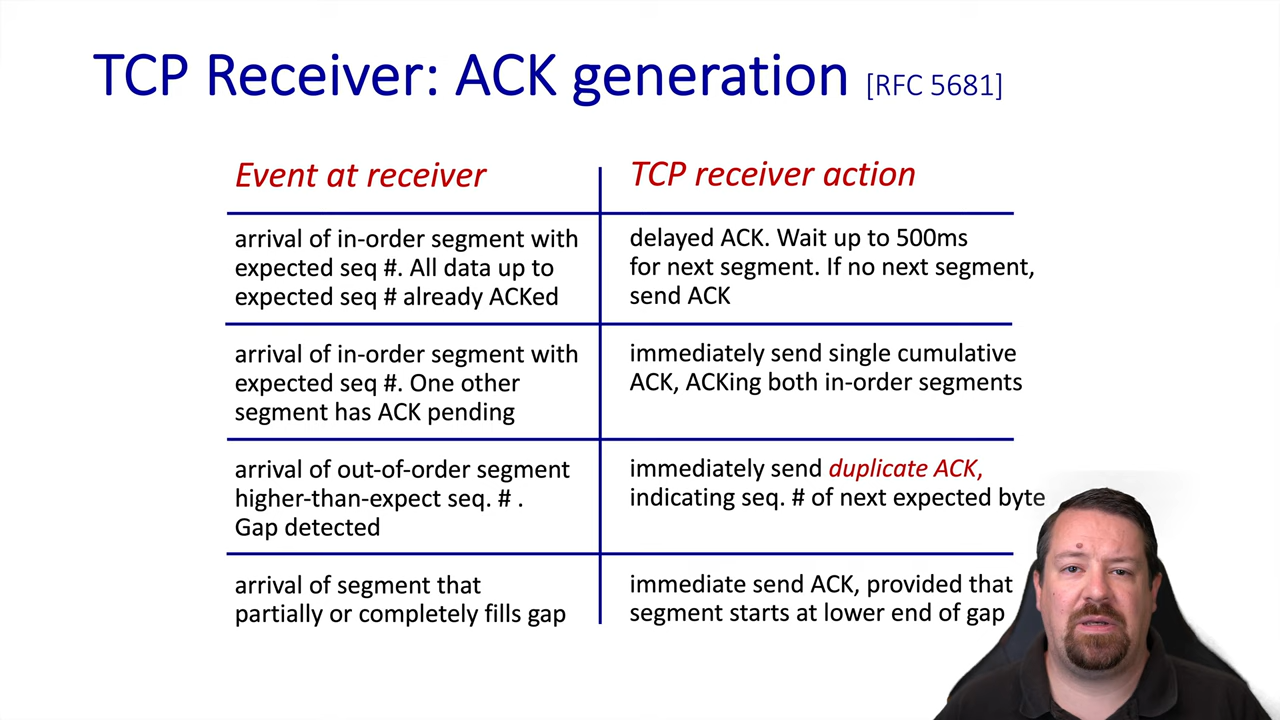 TCP Receiver: ACK generation [RFC 5681]
Event at receiver
TCP receiver action
arrival of in-order segment with
expected seq #. All data up to
expected seq # already ACKed
delayed ACK. Wait up to 500ms
for next segment. If no next segment,
send ACK
arrival of in-order segment with
expected seq #. One other
segment has ACK pending
immediately send single cumulative
ACK, ACKing both in-order segments
arrival of out-of-order segment
higher-than-expect seq. # .
Gap detected
immediately send duplicate ACK,
indicating seq. # of next expected byte
arrival of segment that
partially or completely fills gap
immediate send ACK, provided that
segment starts at lower end of gap